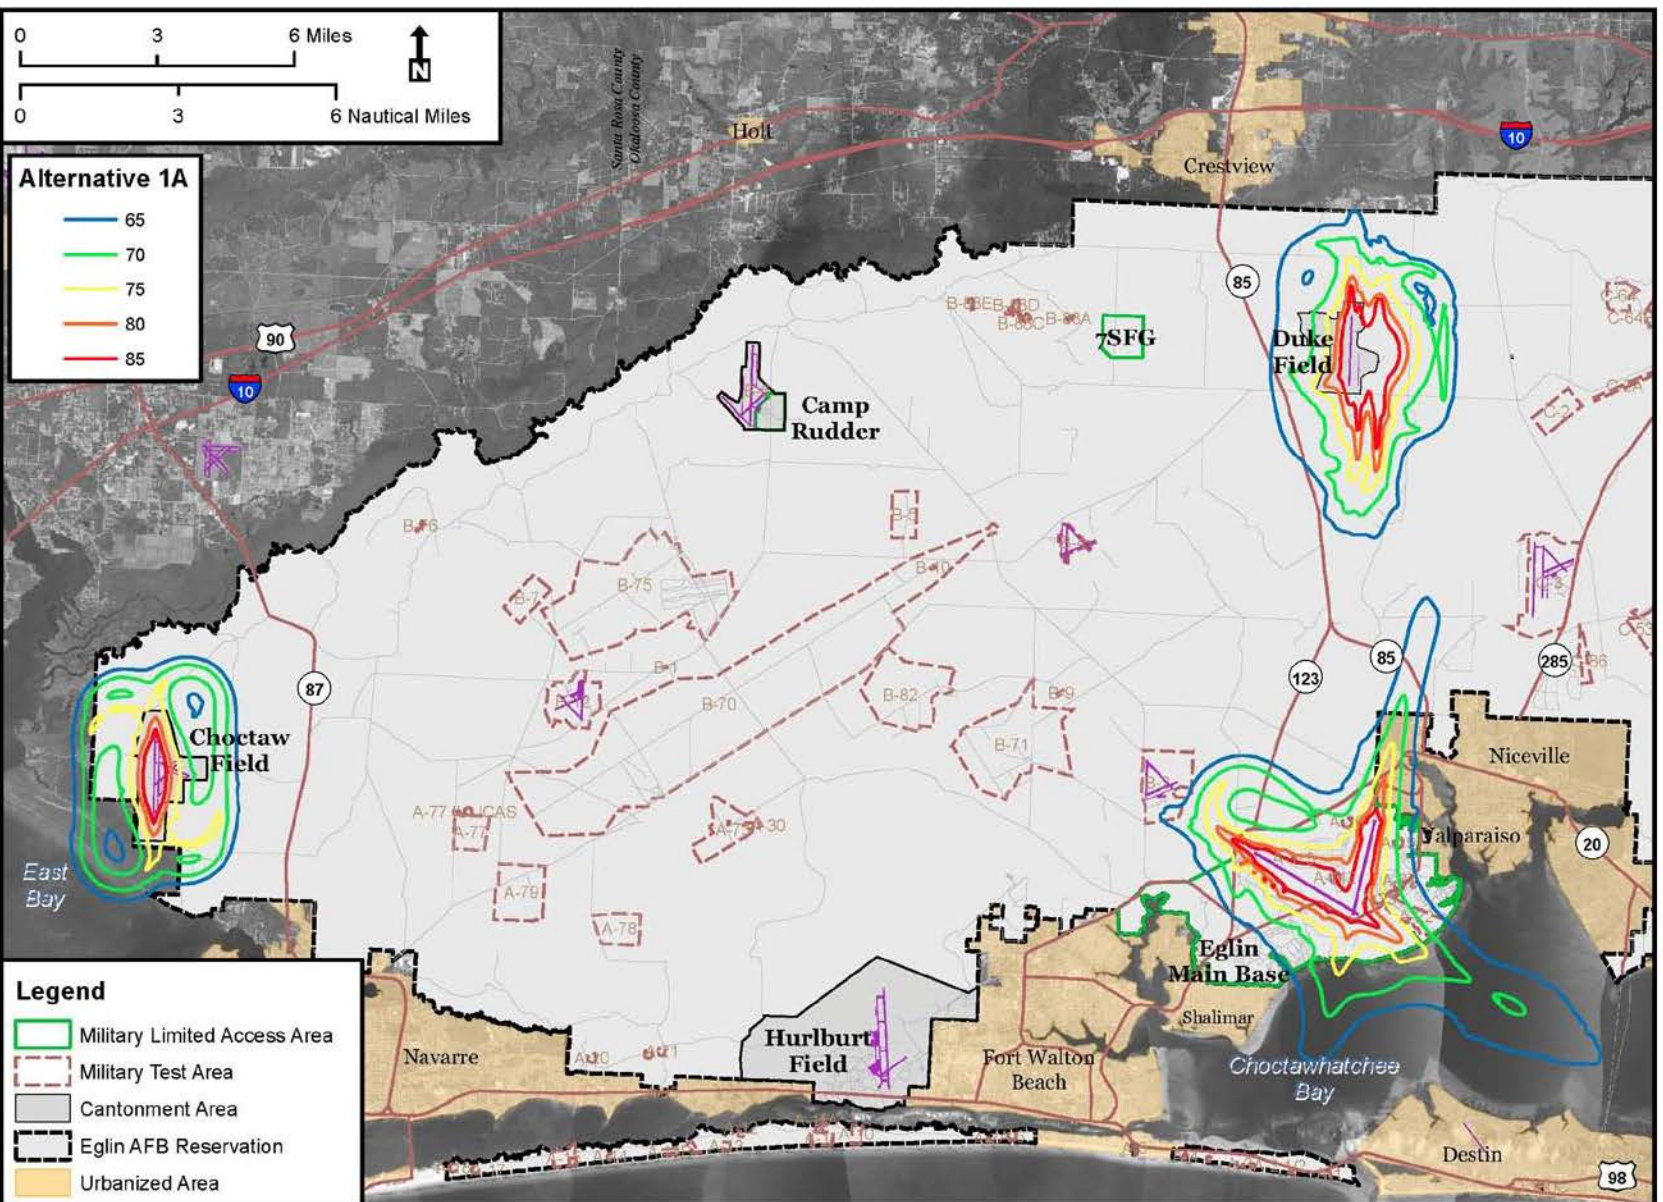 0 3 6 Miles
N
0 3 6 Nautical Miles
Alternative 1A
65
70
75
80
85
Santa Rosa County
Okaloosa County
Holt
Crestview
10
85
90
10
7SFG
Duke
Field
Camp
Rudder
C-2
B-5
B-75
B-7
B-10
C-3
B-1
B-70
B-82
B-9
B-71
87
123
85
285
Choctaw
Field
Niceville
A-77
A-77
A-30
Valparaiso
20
East
Bay
A-79
A-78
Eglin
Main Base
Shalimar
Hurlburt
Field
Navarre
Fort Walton
Beach
Choctawhatchee
Bay
Destin
98
Legend
Military Limited Access Area
Military Test Area
Cantonment Area
Eglin AFB Reservation
Urbanized Area